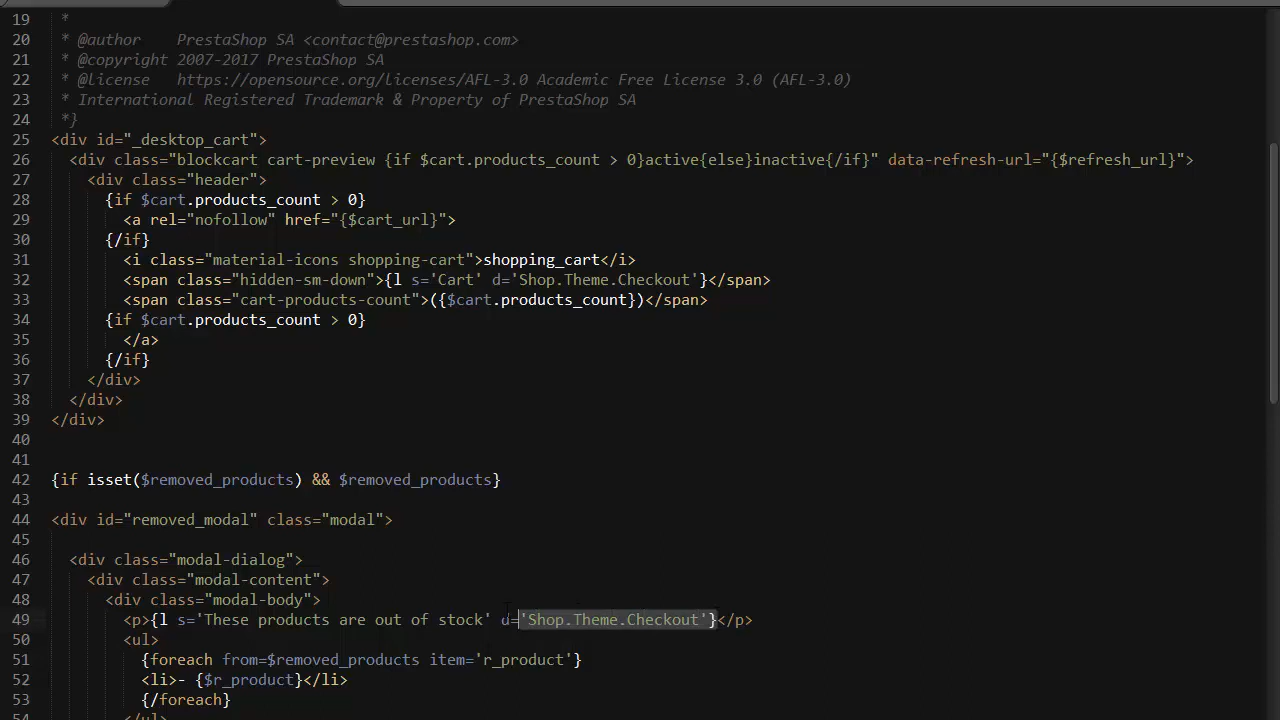 19 *
20 * @author    PrestaShop SA <contact@prestashop.com>
21 * @copyright 2007-2017 PrestaShop SA
22 * @license   https://opensource.org/licenses/AFL-3.0 Academic Free License 3.0 (AFL-3.0)
23 * International Registered Trademark & Property of PrestaShop SA
24 *}
25 <div id="_desktop_cart">
26   <div class="blockcart cart-preview {if $cart.products_count > 0}active{else}inactive{/if}" data-refresh-url="{$refresh_url}">
27     <div class="header">
28       {if $cart.products_count > 0}
29         <a rel="nofollow" href="{$cart_url}">
30       {/if}
31         <i class="material-icons shopping-cart">shopping_cart</i>
32         <span class="hidden-sm-down">{l s='Cart' d='Shop.Theme.Checkout'}</span>
33         <span class="cart-products-count">({$cart.products_count})</span>
34       {if $cart.products_count > 0}
35         </a>
36       {/if}
37     </div>
38   </div>
39 </div>
40
41
42 {if isset($removed_products) && $removed_products}
43
44 <div id="removed_modal" class="modal">
45
46   <div class="modal-dialog">
47     <div class="modal-content">
48       <div class="modal-body">
49         <p>{l s='These products are out of stock' d='Shop.Theme.Checkout'}</p>
50         <ul>
51           {foreach from=$removed_products item='r_product'}
52           <li>- {$r_product}</li>
53           {/foreach}
54         </ul>